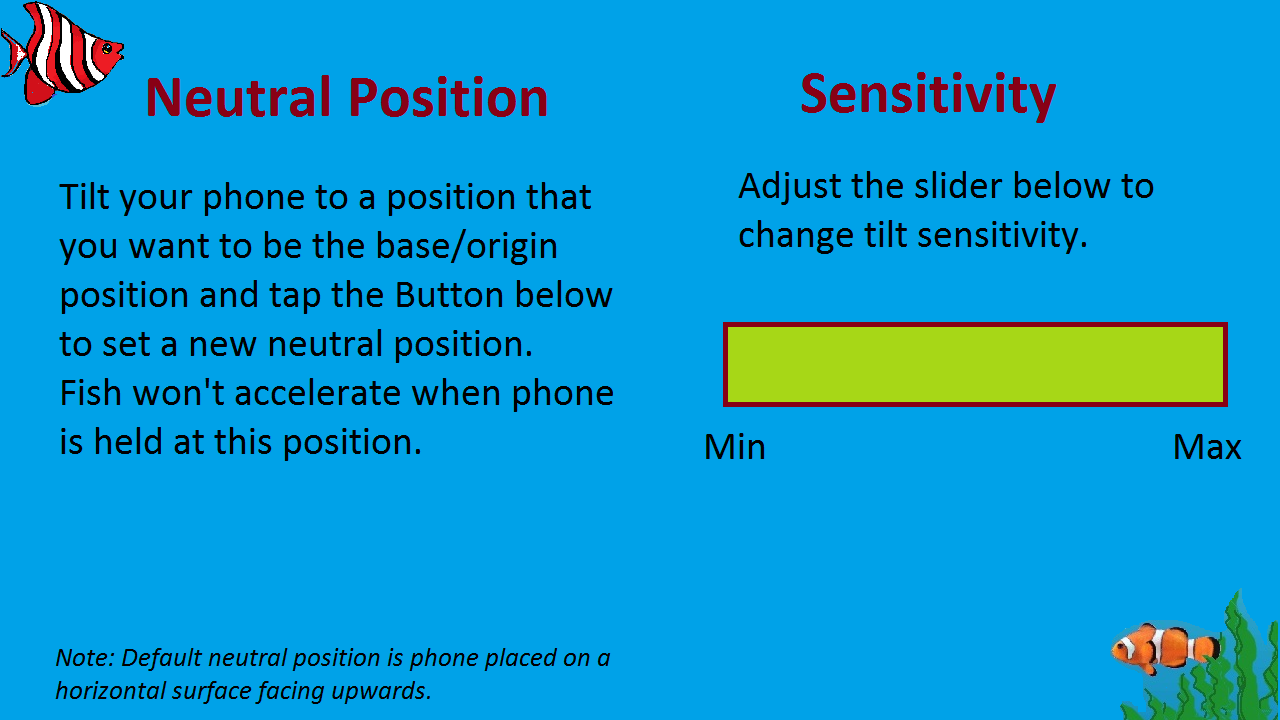 Neutral Position
Tilt your phone to a position that
you want to be the base/origin
position and tap the Button below
to set a new neutral position.
Fish won't accelerate when phone
is held at this position.
Note: Default neutral position is phone placed on a
horizontal surface facing upwards.
Sensitivity
Adjust the slider below to
change tilt sensitivity.
Min
Max